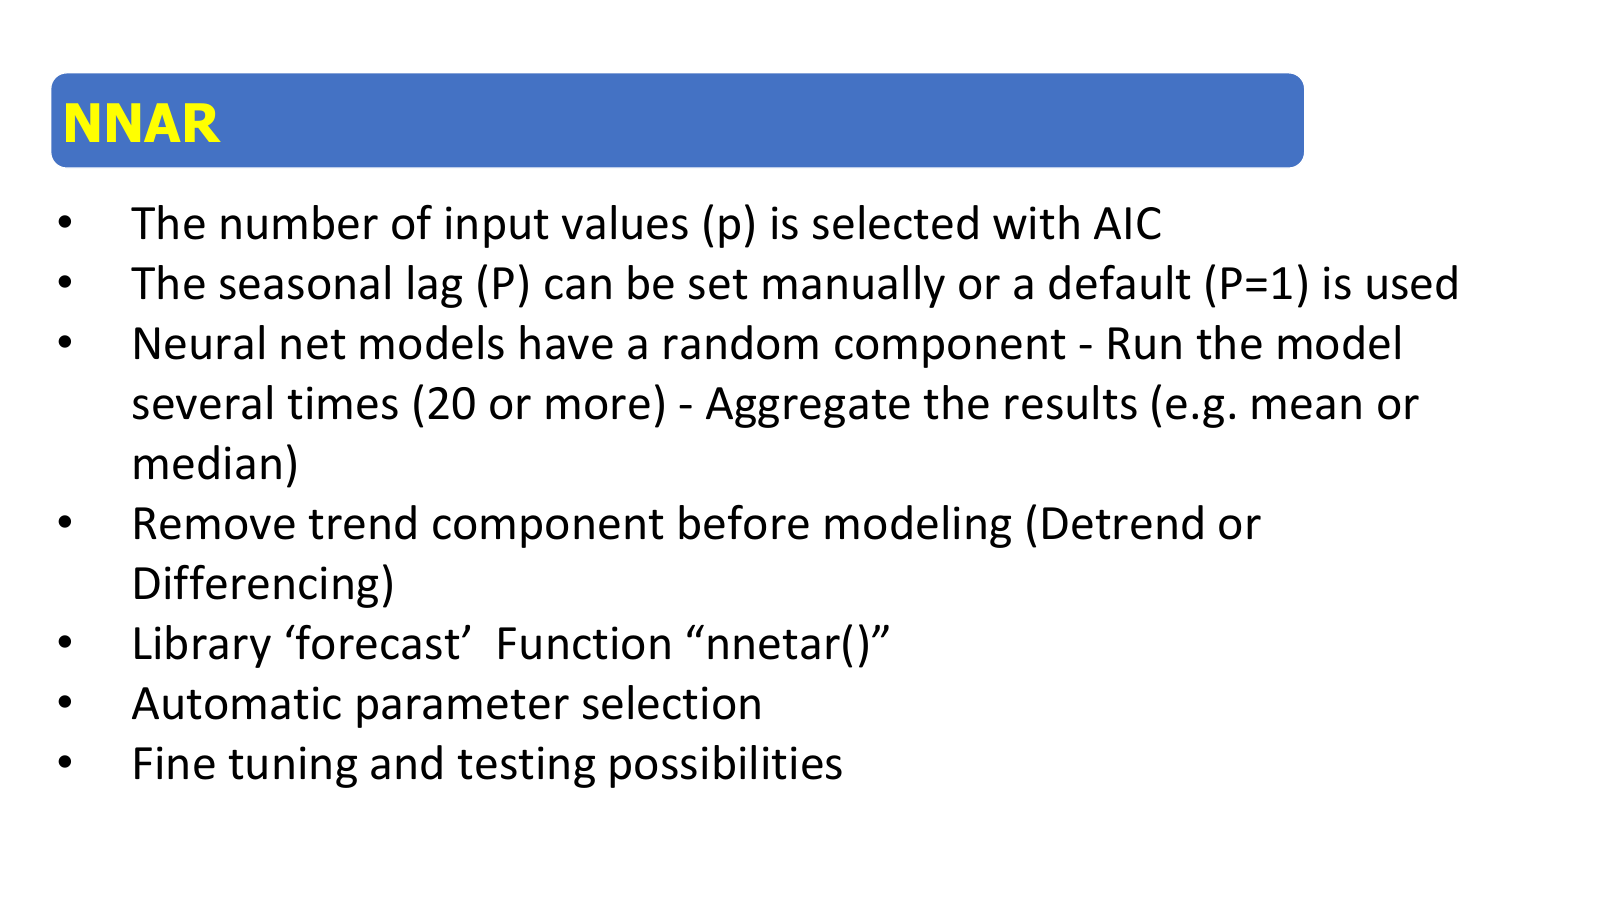 NNAR
• The number of input values (p) is selected with AIC
• The seasonal lag (P) can be set manually or a default (P=1) is used
• Neural net models have a random component - Run the model
several times (20 or more) - Aggregate the results (e.g. mean or
median)
• Remove trend component before modeling (Detrend or
Differencing)
• Library ‘forecast’  Function “nnetar()”
• Automatic parameter selection
• Fine tuning and testing possibilities